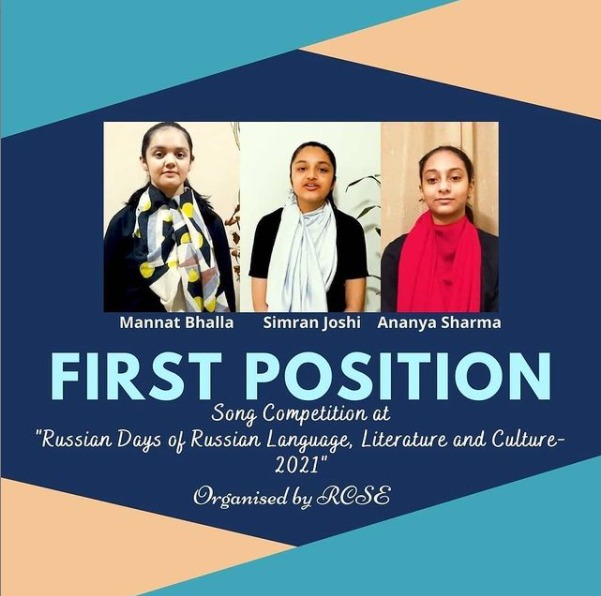 Mannat Bhalla Simran Joshi Ananya Sharma
FIRST POSITION
Song Competition at
"Russian Days of Russian Language, Literature and Culture-
2021"
Organised by RCSE